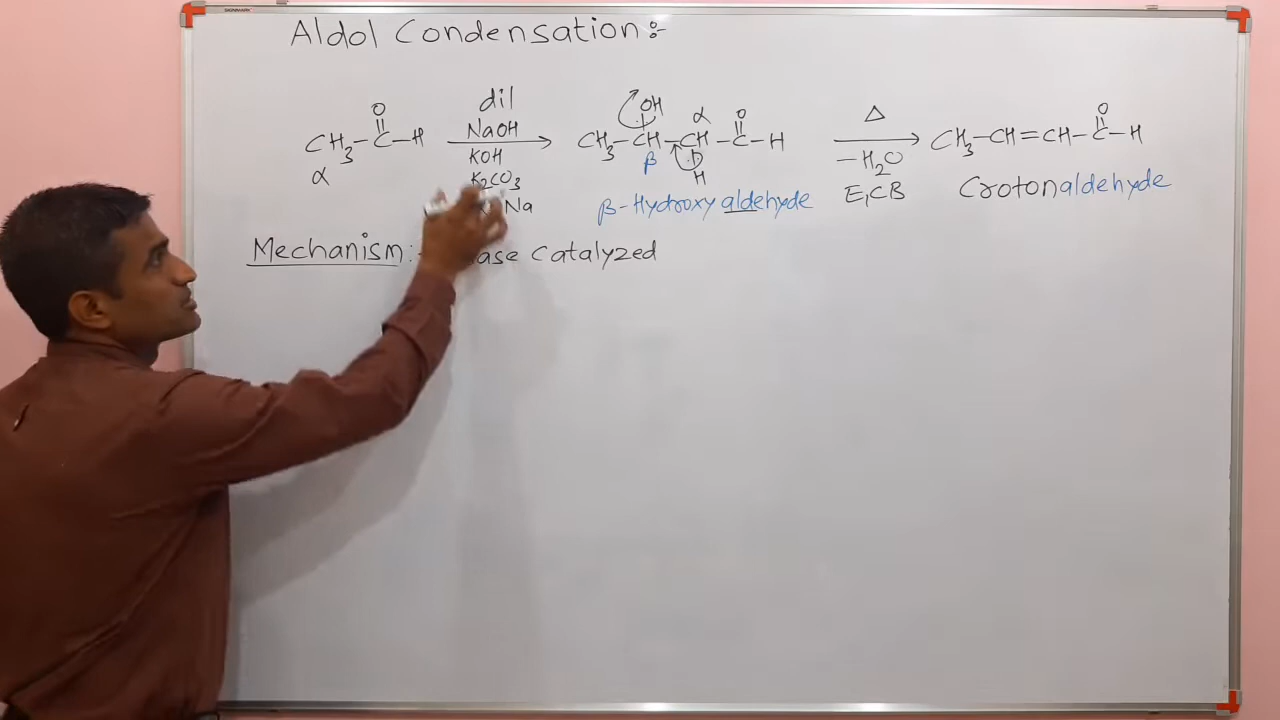 Aldol Condensation:-
CH₃-C(=O)-H
α
dil
NaOH
KOH
K₂CO₃
Na
OH
CH₃-CH-CH-C(=O)-H
β
α
H
β-Hydroxy aldehyde
Δ
-H₂O
E₁CB
CH₃-CH=CH-C(=O)-H
Crotonaldehyde
Mechanism:- ase catalyzed